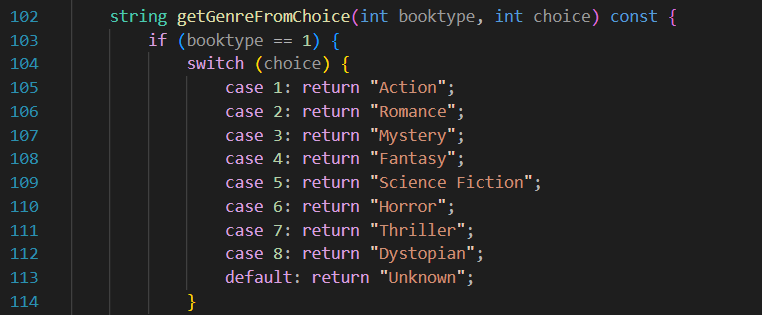 102 string getGenreFromChoice(int booktype, int choice) const {
103 if (booktype == 1) {
104 switch (choice) {
105 case 1: return "Action";
106 case 2: return "Romance";
107 case 3: return "Mystery";
108 case 4: return "Fantasy";
109 case 5: return "Science Fiction";
110 case 6: return "Horror";
111 case 7: return "Thriller";
112 case 8: return "Dystopian";
113 default: return "Unknown";
114 }